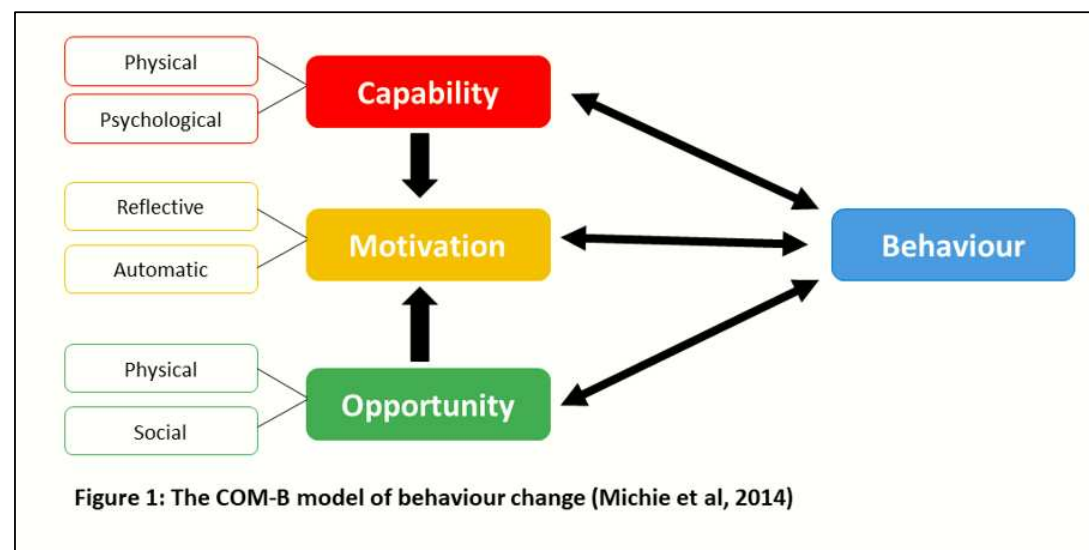 Physical
Psychological
Capability
Reflective
Automatic
Motivation
Behaviour
Physical
Social
Opportunity
Figure 1: The COM-B model of behaviour change (Michie et al, 2014)